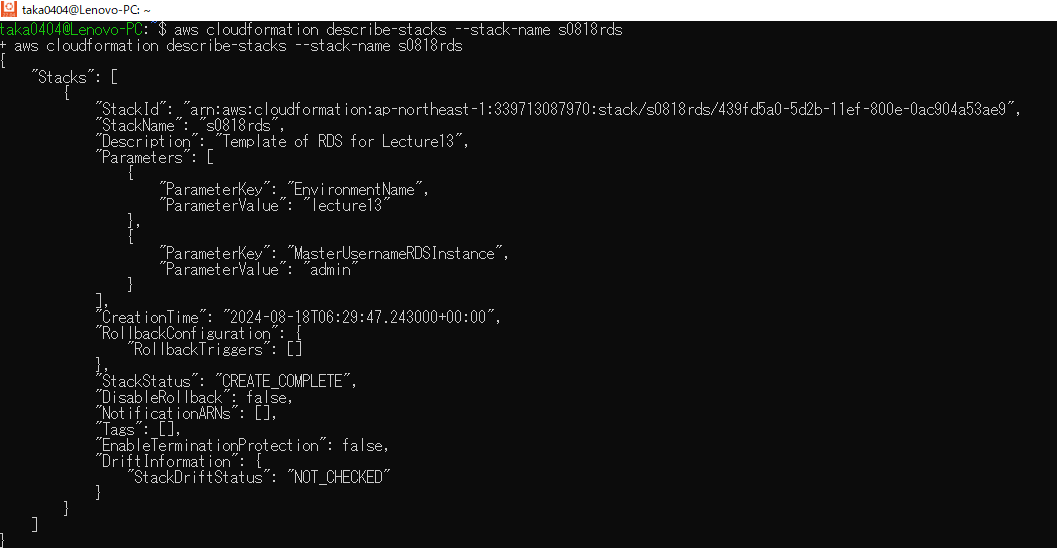 taka0404@Lenovo-PC: ~
taka0404@Lenovo-PC:~$ aws cloudformation describe-stacks --stack-name s0818rds
+ aws cloudformation describe-stacks --stack-name s0818rds
{
    "Stacks": [
        {
            "StackId": "arn:aws:cloudformation:ap-northeast-1:339713087970:stack/s0818rds/439fd5a0-5d2b-11ef-800e-0ac904a53ae9",
            "StackName": "s0818rds",
            "Description": "Template of RDS for Lecture13",
            "Parameters": [
                {
                    "ParameterKey": "EnvironmentName",
                    "ParameterValue": "lecture13"
                },
                {
                    "ParameterKey": "MasterUsernameRDSInstance",
                    "ParameterValue": "admin"
                }
            ],
            "CreationTime": "2024-08-18T06:29:47.243000+00:00",
            "RollbackConfiguration": {
                "RollbackTriggers": []
            },
            "StackStatus": "CREATE_COMPLETE",
            "DisableRollback": false,
            "NotificationARNs": [],
            "Tags": [],
            "EnableTerminationProtection": false,
            "DriftInformation": {
                "StackDriftStatus": "NOT_CHECKED"
            }
        }
    ]
}